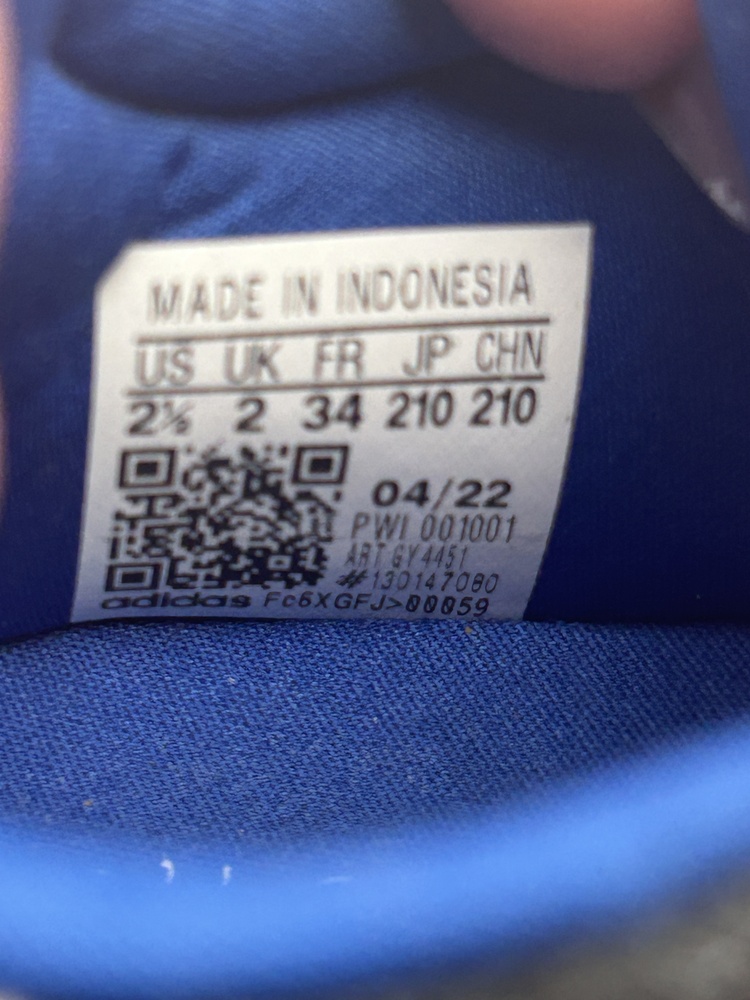 MADE IN INDONESIA
US UK FR JP CHN
2½ 2 34 210 210
04/22
PWI 001001
ART GY4451
#130147080
adidas Fc6XGFJ>00059